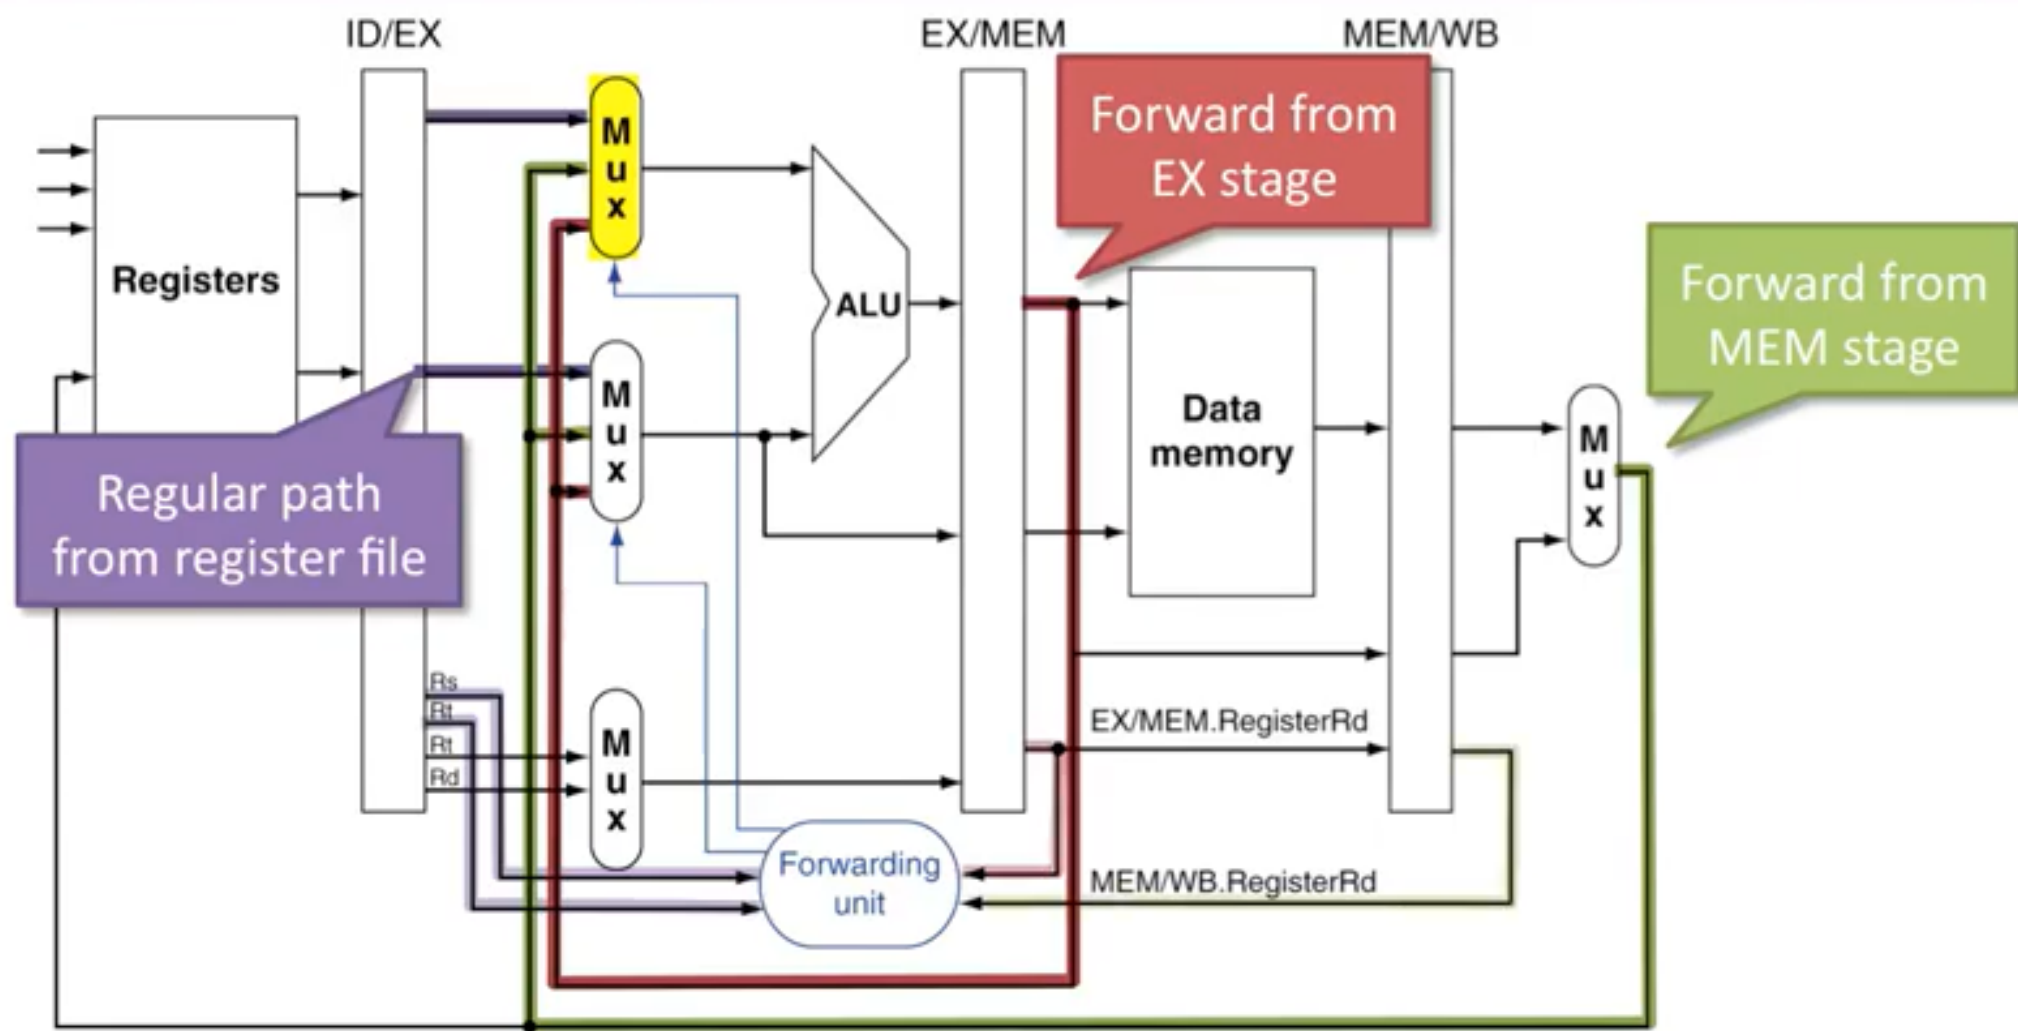 ID/EX
EX/MEM
MEM/WB
Forward from
EX stage
M
u
x
Registers
ALU
Forward from
MEM stage
M
u
x
Data
memory
M
u
x
Regular path
from register file
Rs
Rt
Rt
Rd
M
u
x
EX/MEM.RegisterRd
Forwarding
unit
MEM/WB.RegisterRd